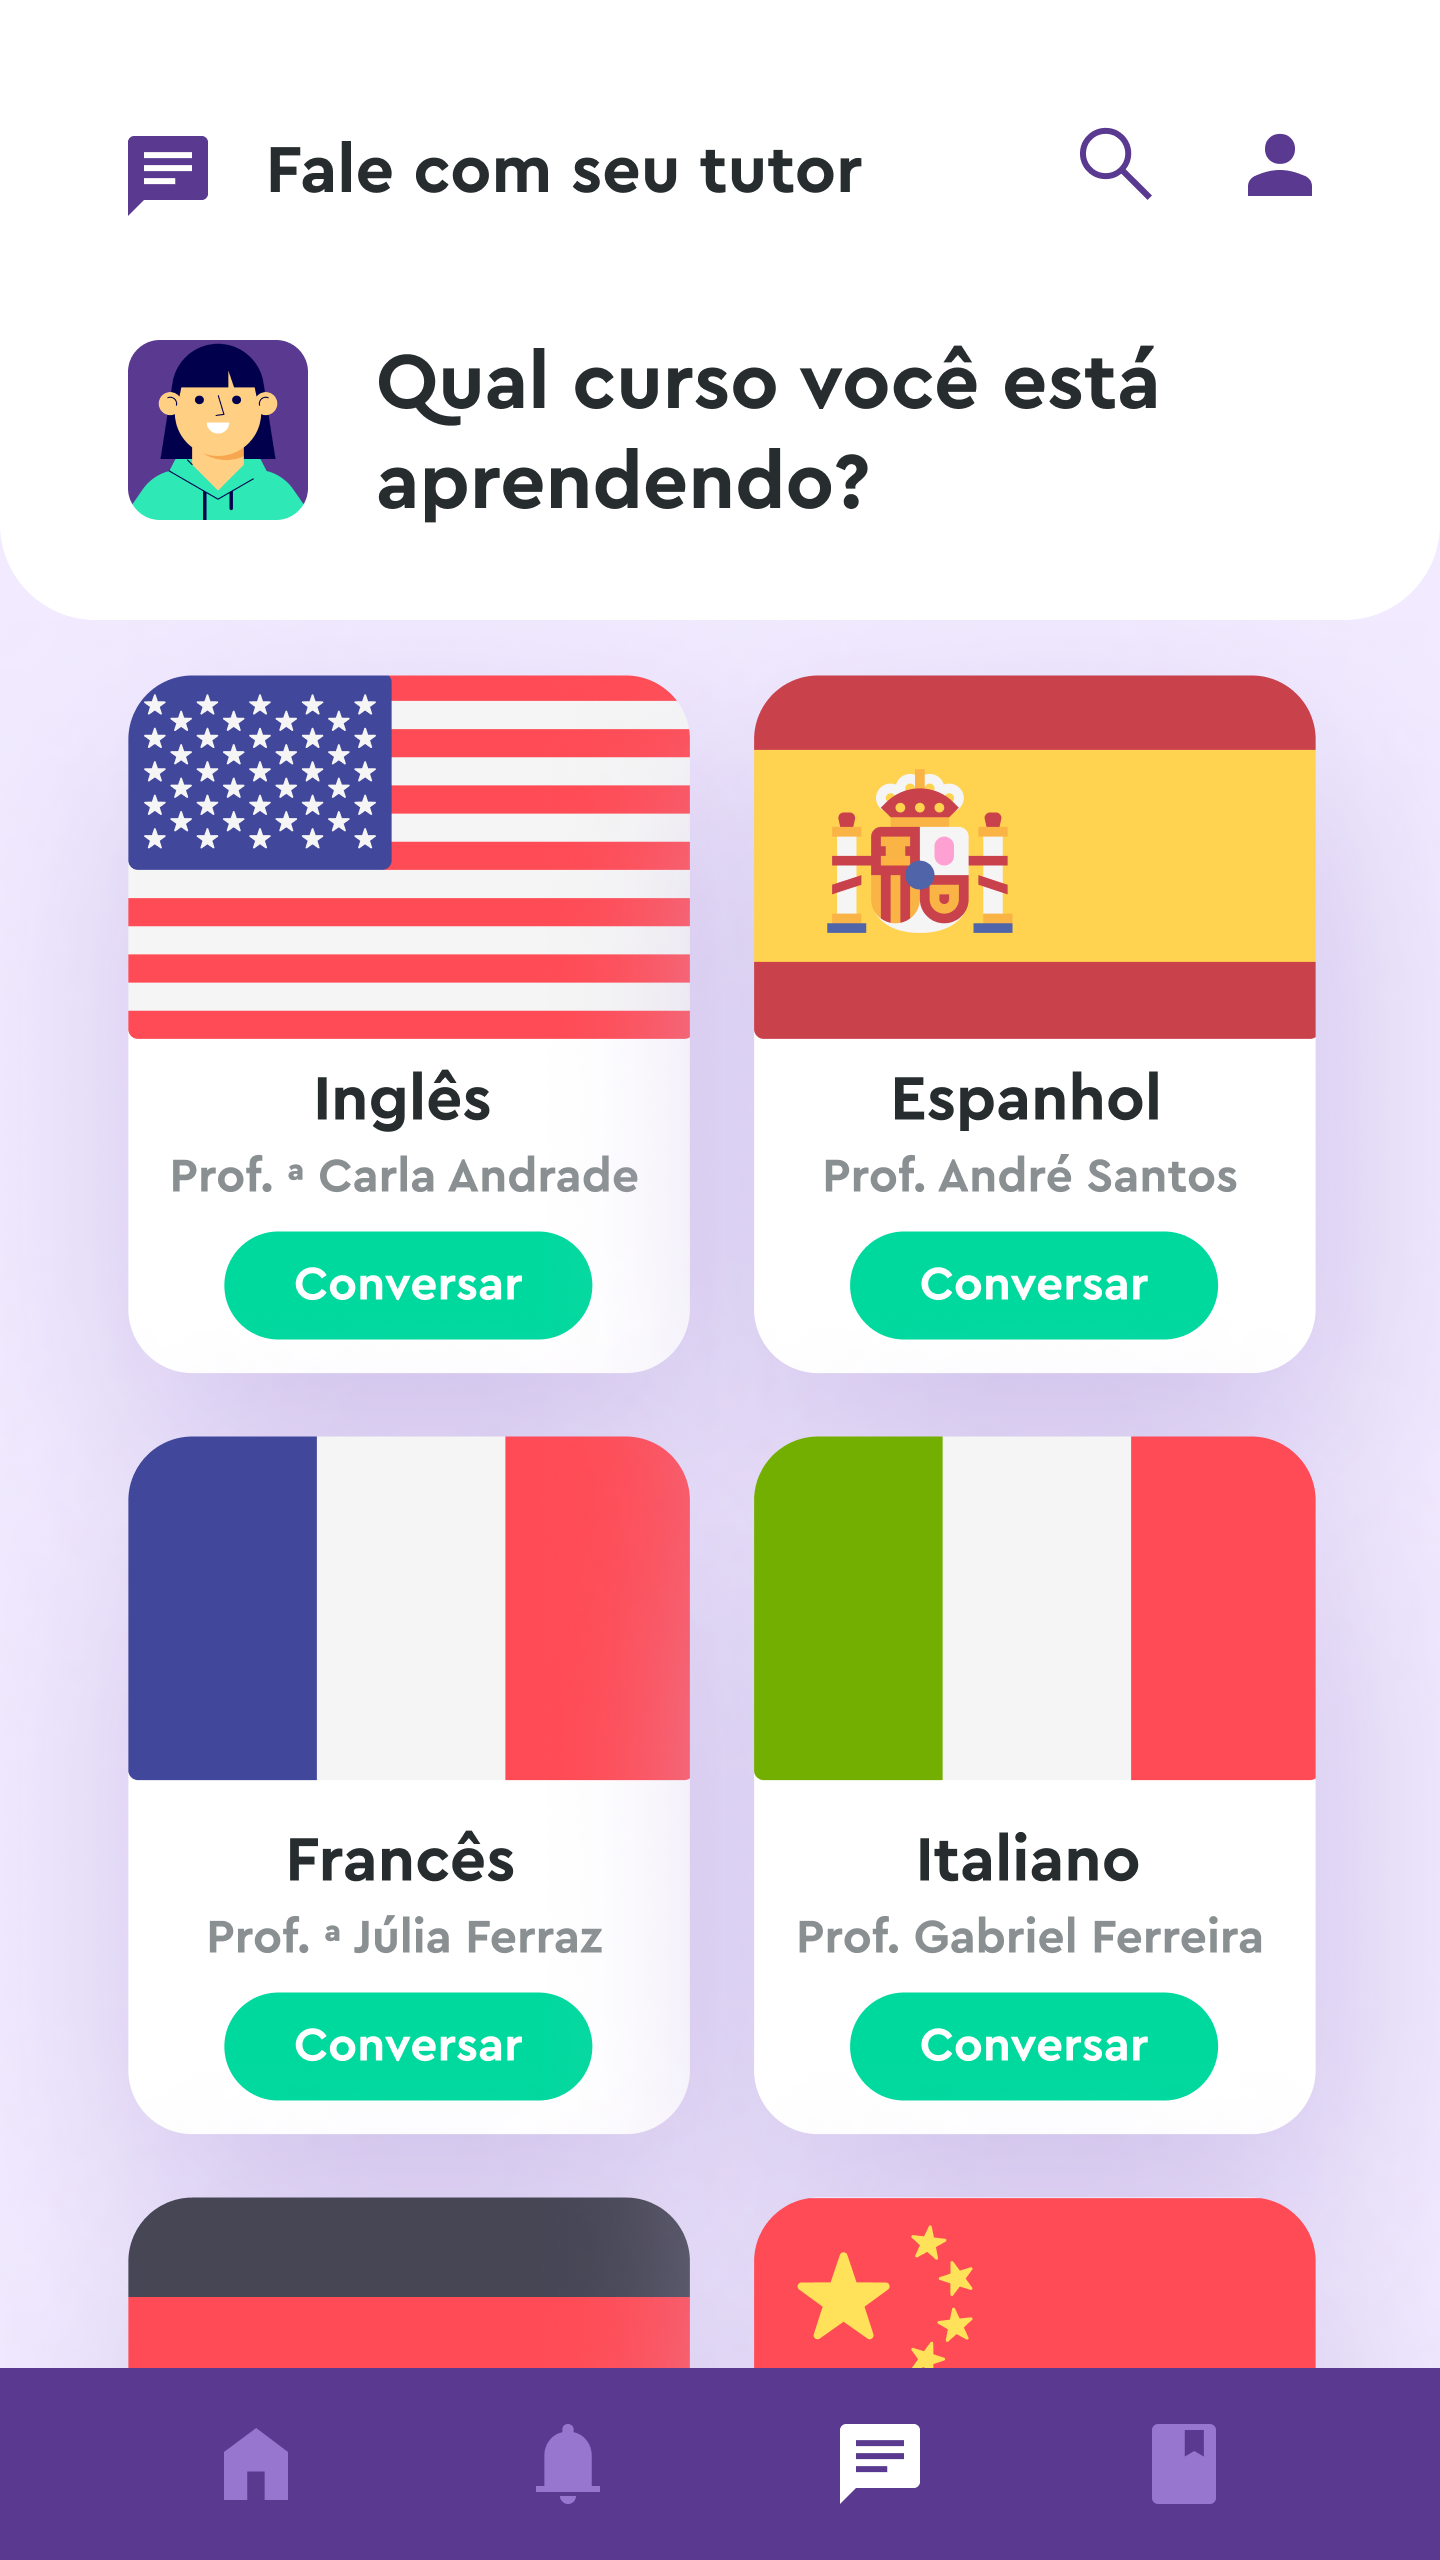 Fale com seu tutor
Qual curso você está
aprendendo?
Inglês
Prof. ª Carla Andrade
Conversar
Espanhol
Prof. André Santos
Conversar
Francês
Prof. ª Júlia Ferraz
Conversar
Italiano
Prof. Gabriel Ferreira
Conversar